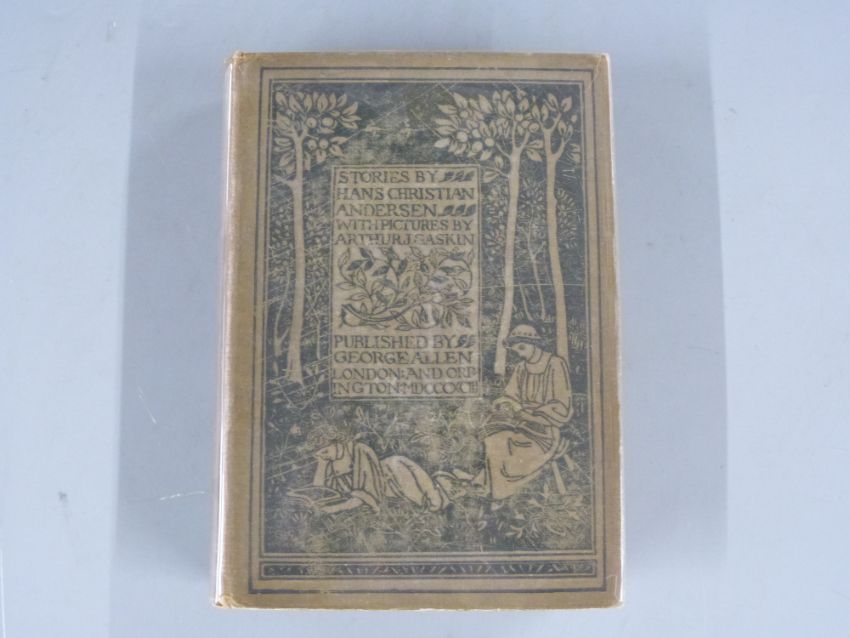 STORIES BY
HANS CHRISTIAN
ANDERSEN
WITH PICTURES BY
ARTHUR J. GASKIN
PUBLISHED BY
GEORGE ALLEN
LONDON: AND ORP
INGTON: MDCCCXCIII